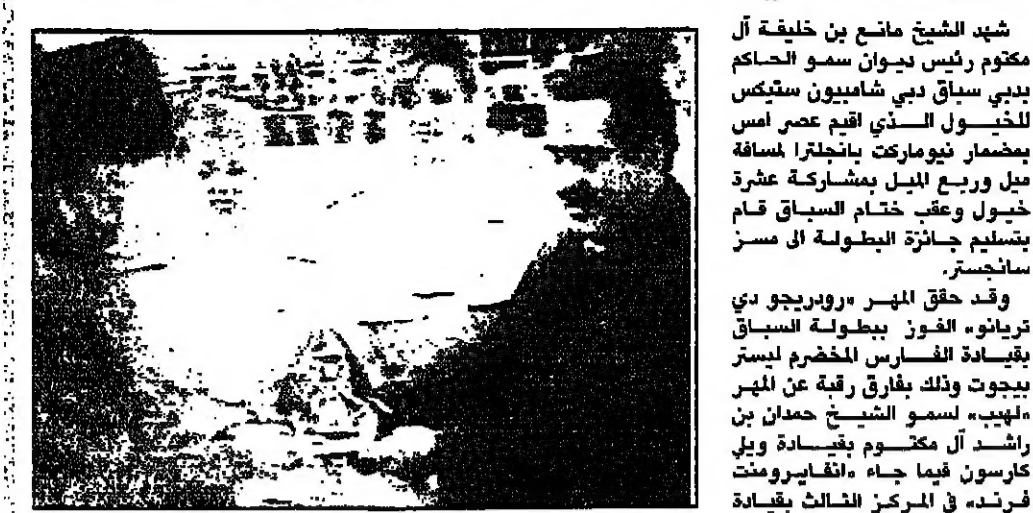 شهد الشيخ مانع بن خليفة آل
مكتوم رئيس ديوان سمو الحاكم
بدبي سباق دبي شامبيون ستيكس
للخيول الذي اقيم عصر امس
بمضمار نيوماركت بانجلترا لمسافة
ميل وربع الميل بمشاركة عشرة
خيول وعقب ختام السباق قام
بتسليم جائزة البطولة الى مسز
سانجستر.
وقد حقق المهر «رودريجو دي
تريانو» الفوز ببطولة السباق
بقيادة الفارس المخضرم ليستر
بيجوت وذلك بفارق رقبة عن المهر
«لهيب» لسمو الشيخ حمدان بن
راشد آل مكتوم بقيادة ويلي
كارسون فيما جاء «انفايرومنت
فرند» في المركز الثالث بقيادة